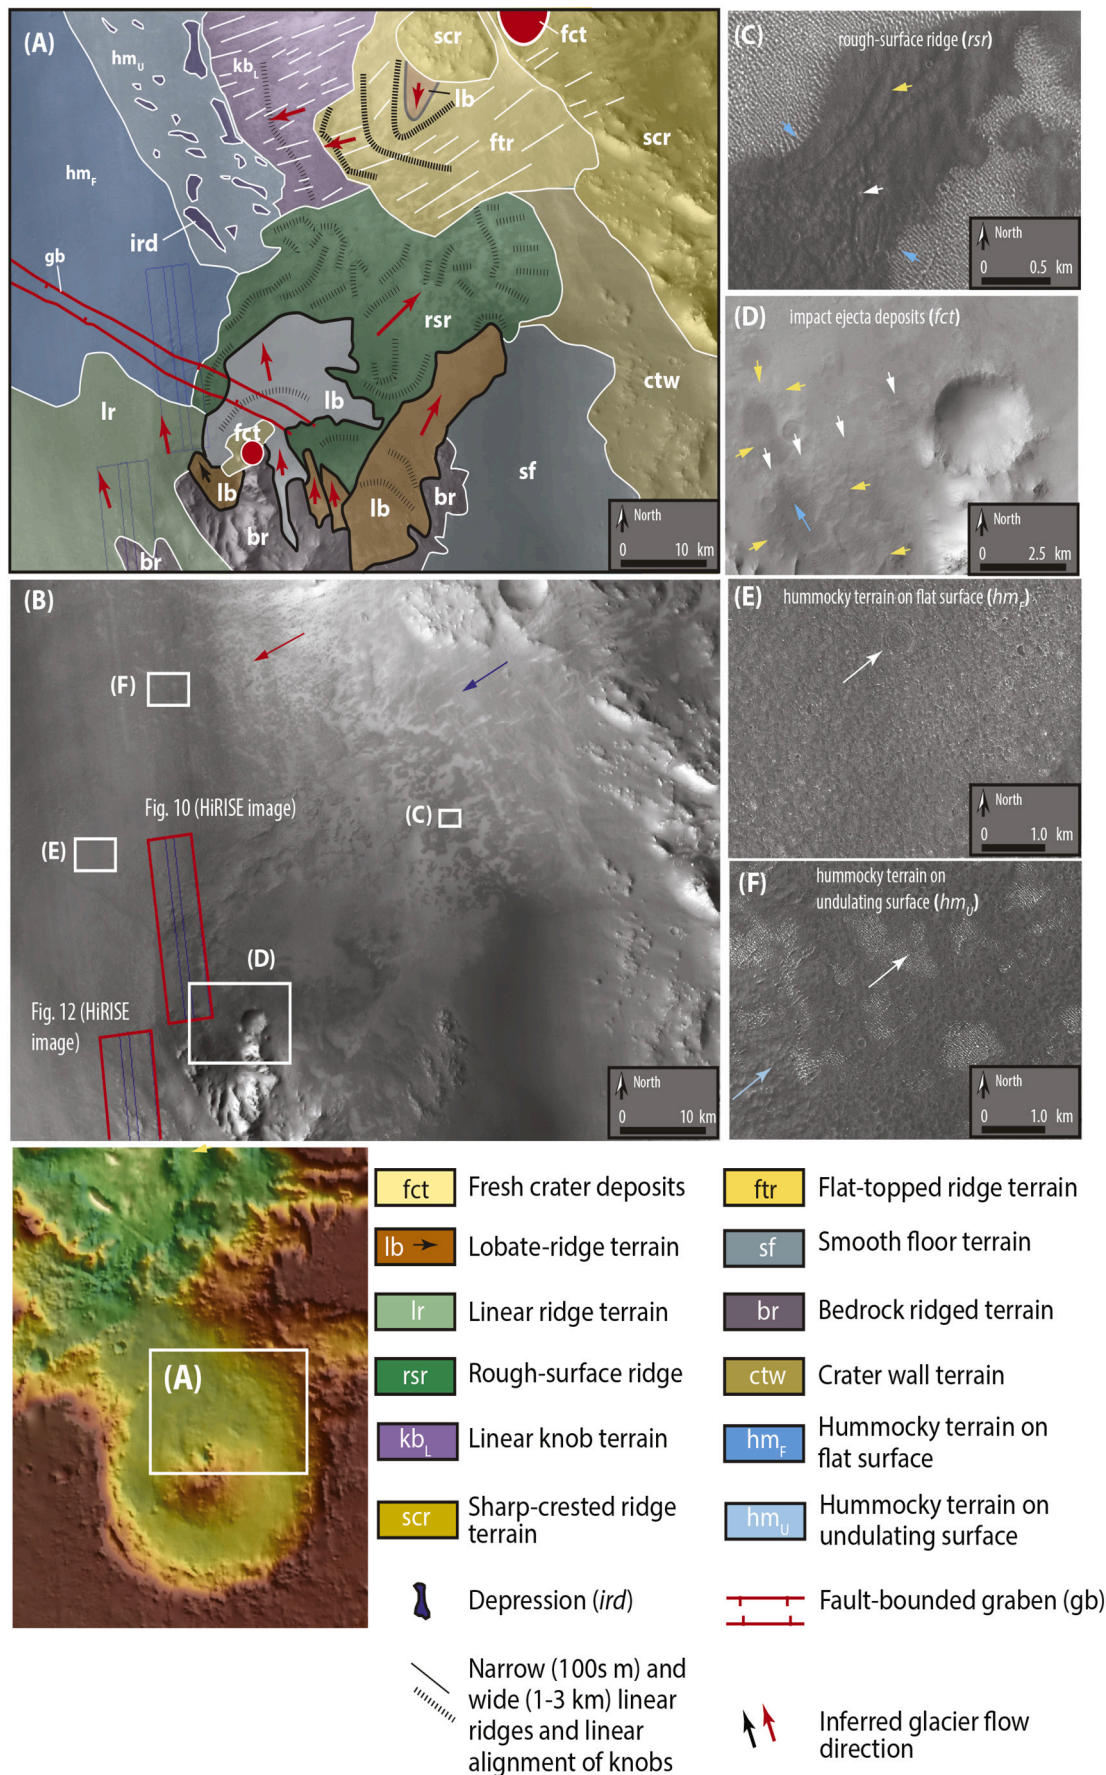 (A)
hmU
kbL
scr
fct
lb
ftr
scr
hmF
ird
gb
rsr
ctw
lr
lb
fct
sf
lb
br
lb
br
br
North
0 10 km
(B)
(F)
(C)
Fig. 10 (HiRISE image)
(E)
(D)
Fig. 12 (HiRISE
image)
North
0 10 km
(C)
rough-surface ridge (rsr)
North
0 0.5 km
(D)
impact ejecta deposits (fct)
North
0 2.5 km
(E)
hummocky terrain on flat surface (hmF)
North
0 1.0 km
(F)
hummocky terrain on
undulating surface (hmU)
North
0 1.0 km
(A)
fct Fresh crater deposits
lb Lobate-ridge terrain
lr Linear ridge terrain
rsr Rough-surface ridge
kbL Linear knob terrain
scr Sharp-crested ridge
terrain
Depression (ird)
Narrow (100s m) and
wide (1-3 km) linear
ridges and linear
alignment of knobs
ftr Flat-topped ridge terrain
sf Smooth floor terrain
br Bedrock ridged terrain
ctw Crater wall terrain
hmF Hummocky terrain on
flat surface
hmU Hummocky terrain on
undulating surface
Fault-bounded graben (gb)
Inferred glacier flow
direction